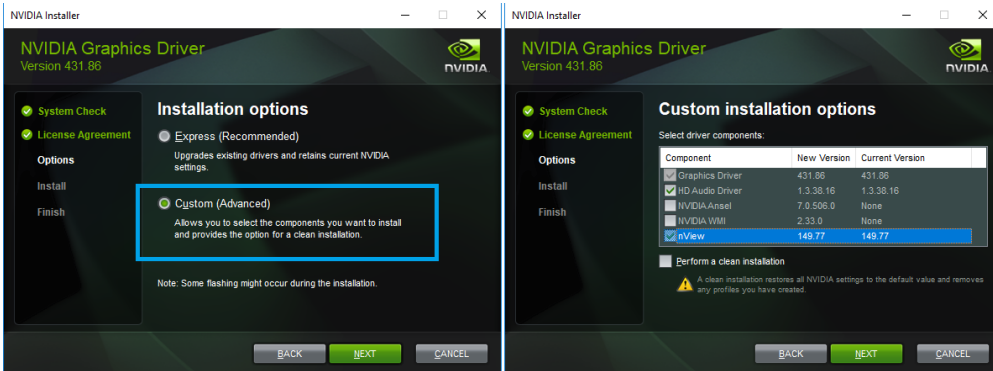 NVIDIA Installer
NVIDIA Graphics Driver
Version 431.86
NVIDIA.
System Check
License Agreement
Options
Install
Finish
Installation options
Express (Recommended)
Upgrades existing drivers and retains current NVIDIA
settings.
Custom (Advanced)
Allows you to select the components you want to install
and provides the option for a clean installation.
Note: Some flashing might occur during the installation.
BACK NEXT CANCEL
NVIDIA Installer
NVIDIA Graphics Driver
Version 431.86
NVIDIA.
System Check
License Agreement
Options
Install
Finish
Custom installation options
Select driver components:
Component New Version Current Version
Graphics Driver 431.86 431.86
HD Audio Driver 1.3.38.16 1.3.38.16
NVIDIA Ansel 7.0.506.0 None
NVIDIA WMI 2.33.0 None
nView 149.77 149.77
Perform a clean installation
A clean installation restores all NVIDIA settings to the default value and removes
any profiles you have created.
BACK NEXT CANCEL